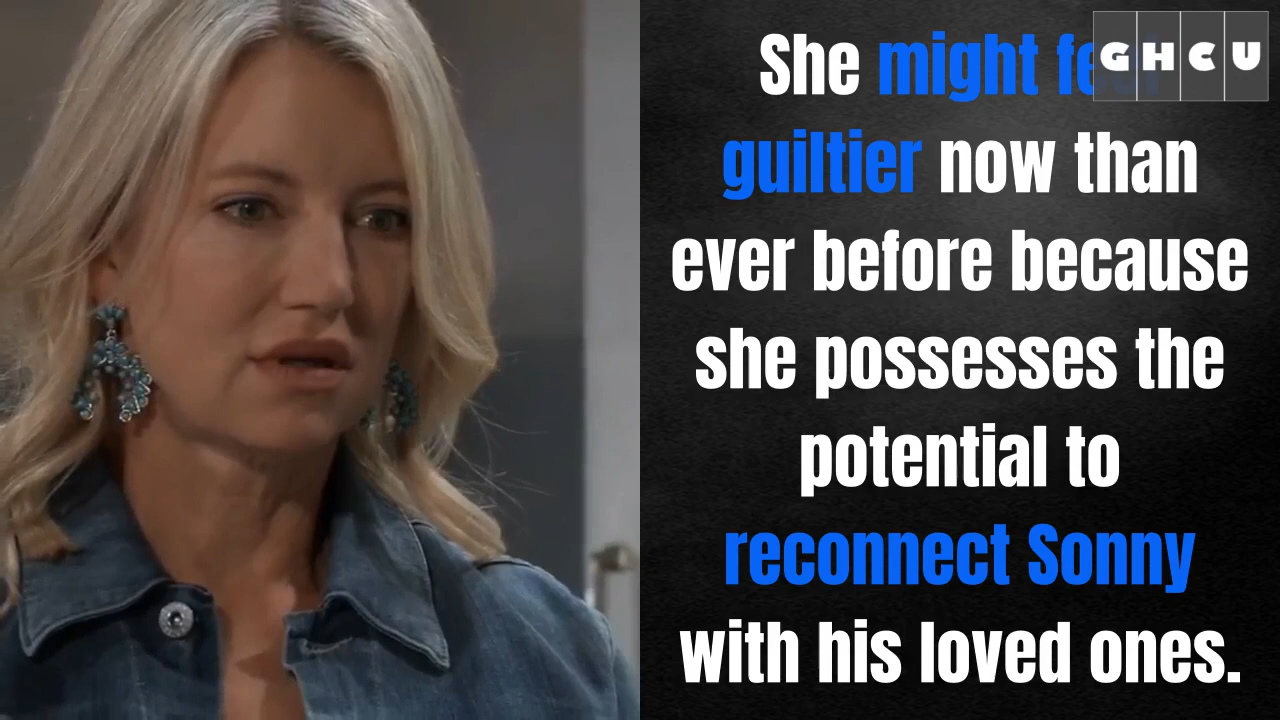 She might feel
GHCU
guiltier now than
ever before because
she possesses the
potential to
reconnect Sonny
with his loved ones.